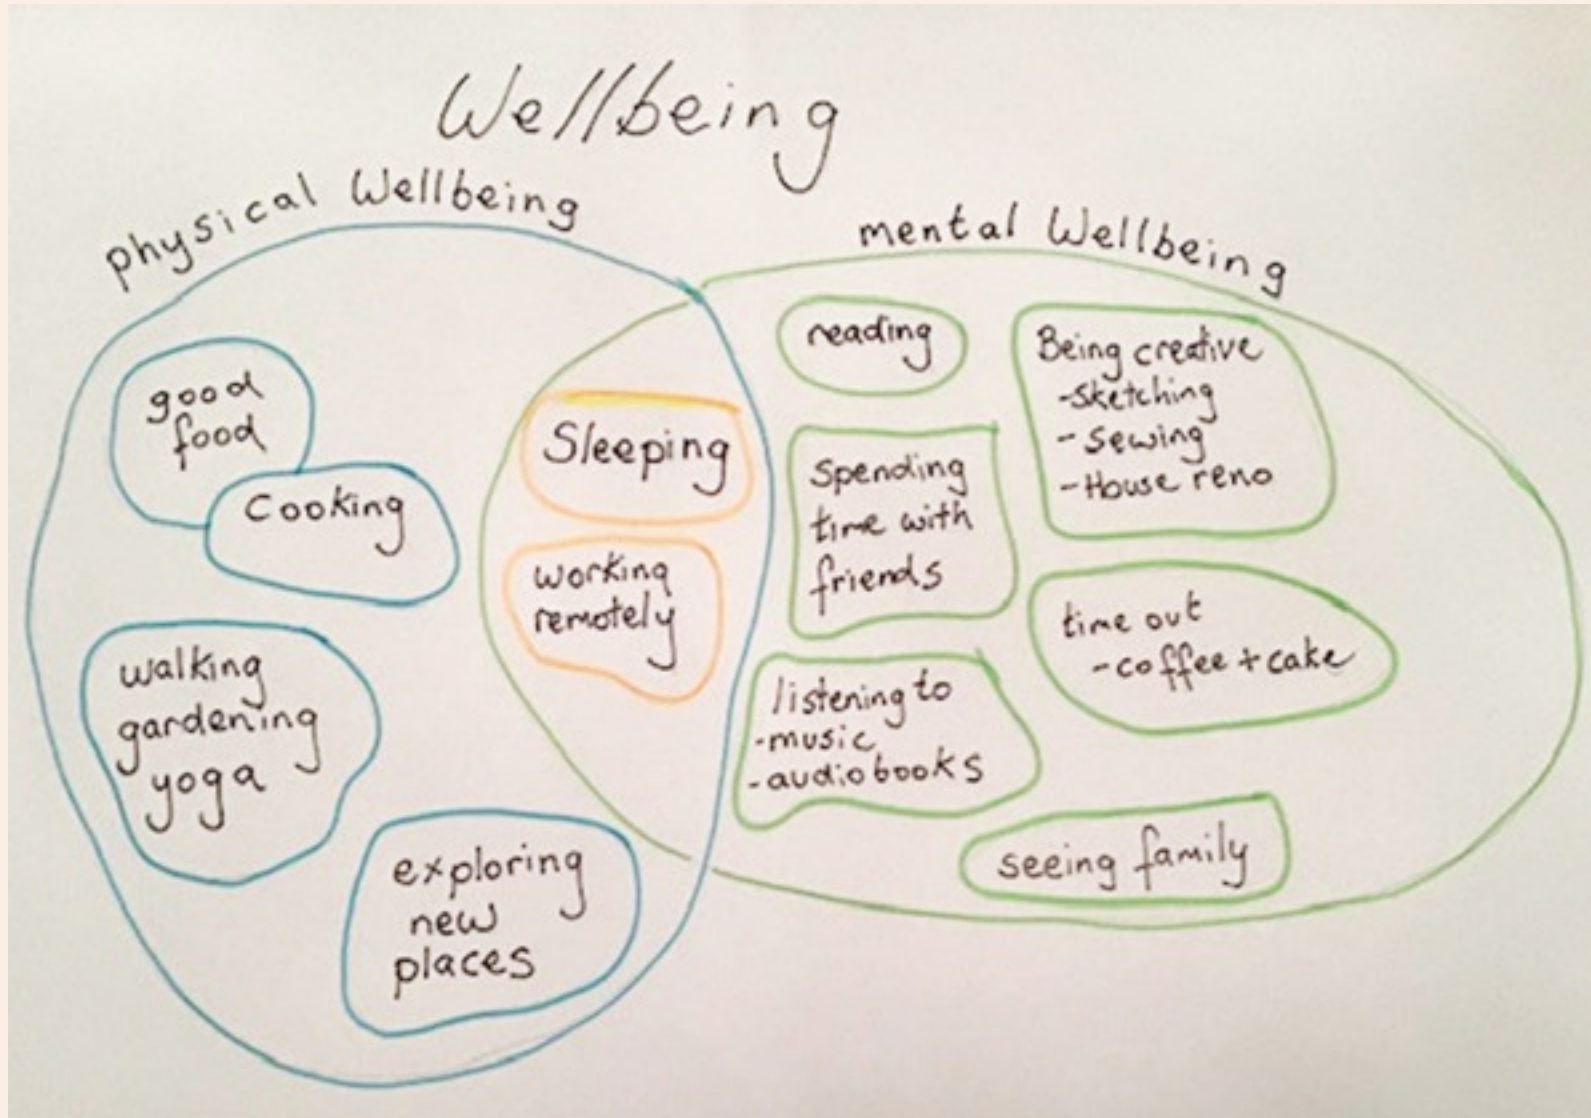 Wellbeing
physical Wellbeing
good
food
Cooking
walking
gardening
yoga
exploring
new
places
Sleeping
working
remotely
mental Wellbeing
reading
Being creative
-Sketching
- Sewing
-House reno
Spending
time with
friends
time out
-coffee + cake
listening to
-music
-audiobooks
seeing family